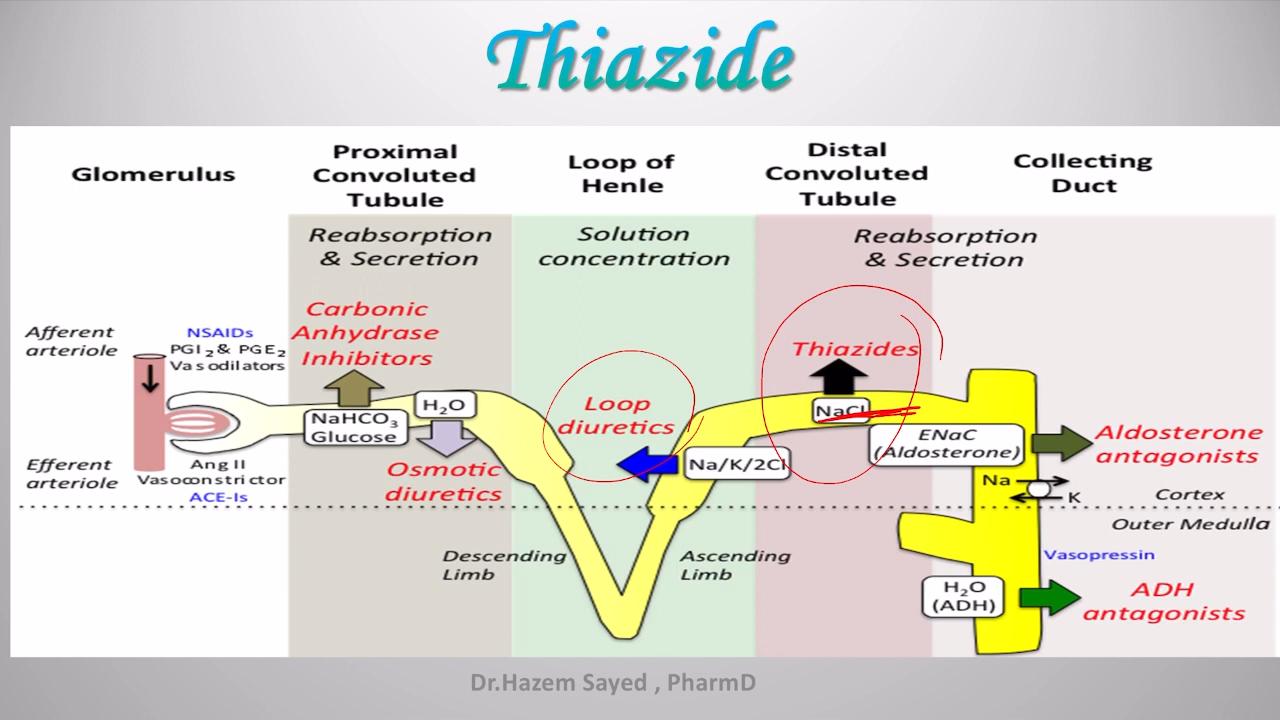 Thiazide
Glomerulus
Proximal
Convoluted
Tubule
Loop of
Henle
Distal
Convoluted
Tubule
Collecting
Duct
Reabsorption
& Secretion
Solution
concentration
Reabsorption
& Secretion
Carbonic
Anhydrase
Inhibitors
Afferent
arteriole
NSAIDs
PGI2 & PGE2
Vasodilators
Thiazides
NaHCO3
Glucose
H2O
Loop
diuretics
NaCl
ENaC
(Aldosterone)
Aldosterone
antagonists
Efferent
arteriole
Ang II
Vasoconstrictor
ACE-Is
Osmotic
diuretics
Na/K/2Cl
Na
K
Cortex
Outer Medulla
Descending
Limb
Ascending
Limb
Vasopressin
H2O
(ADH)
ADH
antagonists
Dr.Hazem Sayed , PharmD